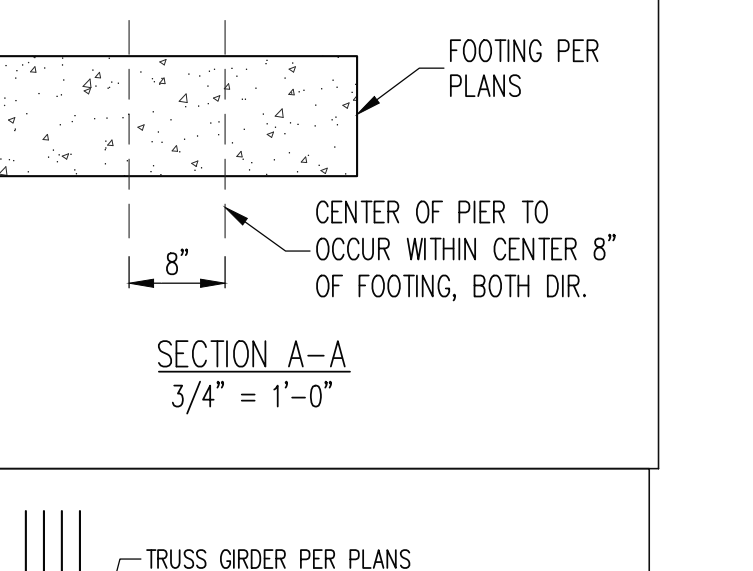 FOOTING PER
PLANS
CENTER OF PIER TO
OCCUR WITHIN CENTER 8"
OF FOOTING, BOTH DIR.
8"
SECTION A-A
3/4" = 1'-0"
TRUSS GIRDER PER PLANS